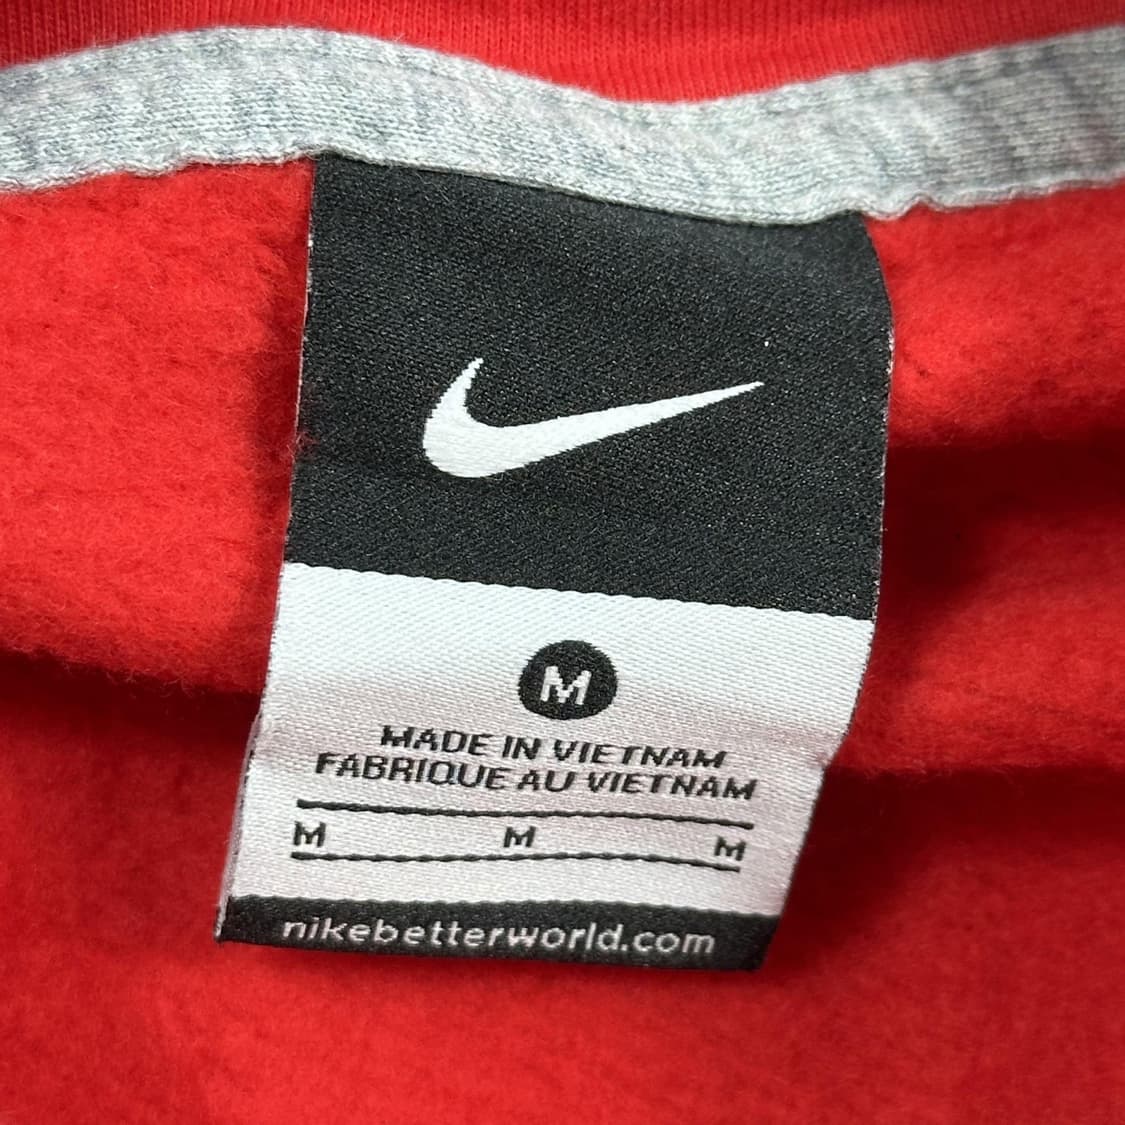 M
MADE IN VIETNAM
FABRIQUE AU VIETNAM
M M M
nikebetterworld.com